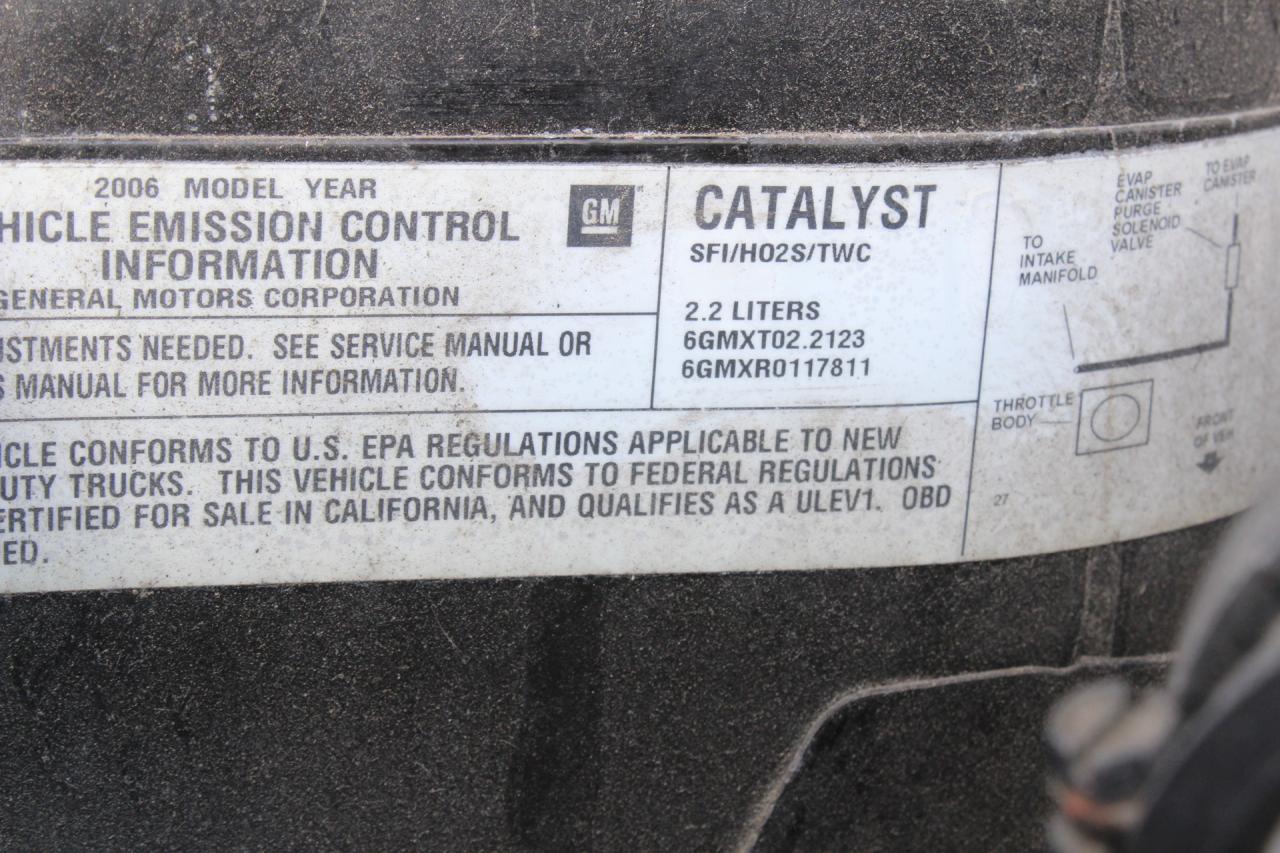 2006 MODEL YEAR
HICLE EMISSION CONTROL
INFORMATION
GENERAL MOTORS CORPORATION
GM
USTMENTS NEEDED. SEE SERVICE MANUAL OR
S MANUAL FOR MORE INFORMATION.
CATALYST
SFI/HO2S/TWC
2.2 LITERS
6GMXT02.2123
6GMXR0117811
ICLE CONFORMS TO U.S. EPA REGULATIONS APPLICABLE TO NEW
UTY TRUCKS. THIS VEHICLE CONFORMS TO FEDERAL REGULATIONS
ERTIFIED FOR SALE IN CALIFORNIA, AND QUALIFIES AS A ULEV1. OBD
ED.
TO
INTAKE
MANIFOLD
EVAP
CANISTER
PURGE
SOLENOID
VALVE
TO EVAP
CANISTER
THROTTLE
BODY
FRONT
OF VEH
27